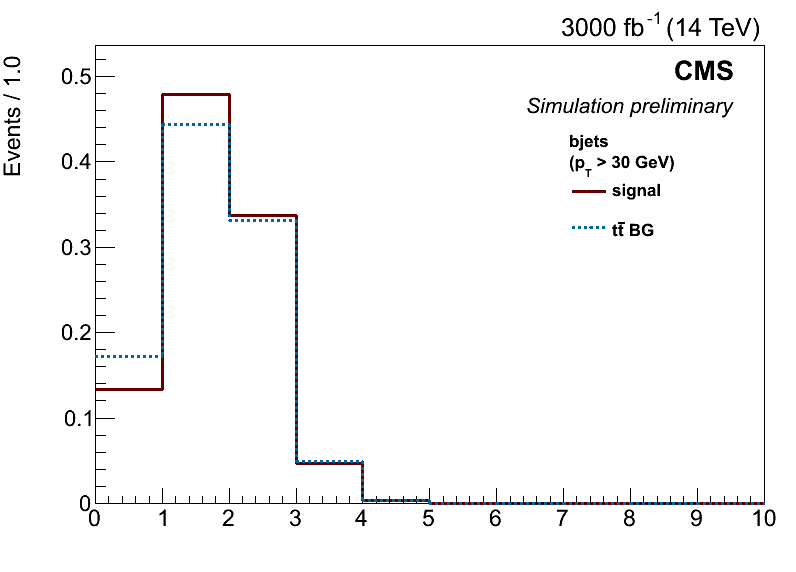 3000 fb⁻¹ (14 TeV)
Events / 1.0
CMS
Simulation preliminary
bjets
(p_T > 30 GeV)
signal
tt̄ BG
0.5
0.4
0.3
0.2
0.1
0
0 1 2 3 4 5 6 7 8 9 10